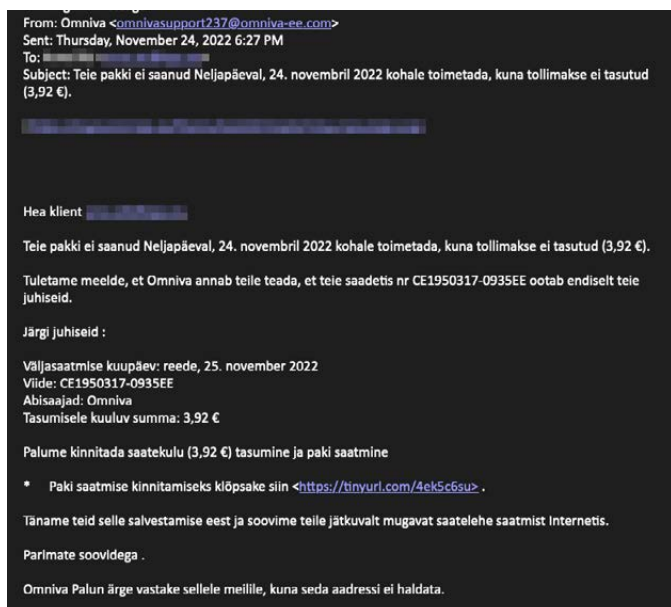 From: Omniva <omnivasupport237@omniva-ee.com>
Sent: Thursday, November 24, 2022 6:27 PM
To:
Subject: Teie pakki ei saanud Neljapäeval, 24. novembril 2022 kohale toimetada, kuna tollimakse ei tasutud
(3,92 €).
Hea klient
Teie pakki ei saanud Neljapäeval, 24. novembril 2022 kohale toimetada, kuna tollimakse ei tasutud (3,92 €).
Tuletame meelde, et Omniva annab teile teada, et teie saadetis nr CE1950317-0935EE ootab endiselt teie
juhiseid.
Järgi juhiseid :
Väljasaatmise kuupäev: reede, 25. november 2022
Viide: CE1950317-0935EE
Abisaajad: Omniva
Tasumisele kuuluv summa: 3,92 €
Palume kinnitada saatekulu (3,92 €) tasumine ja paki saatmine
* Paki saatmise kinnitamiseks klõpsake siin <https://tinyurl.com/4ek5c6su> .
Täname teid selle salvestamise eest ja soovime teile jätkuvalt mugavat saatelehe saatmist Internetis.
Parimate soovidega .
Omniva Palun ärge vastake sellele meilile, kuna seda aadressi ei haldata.